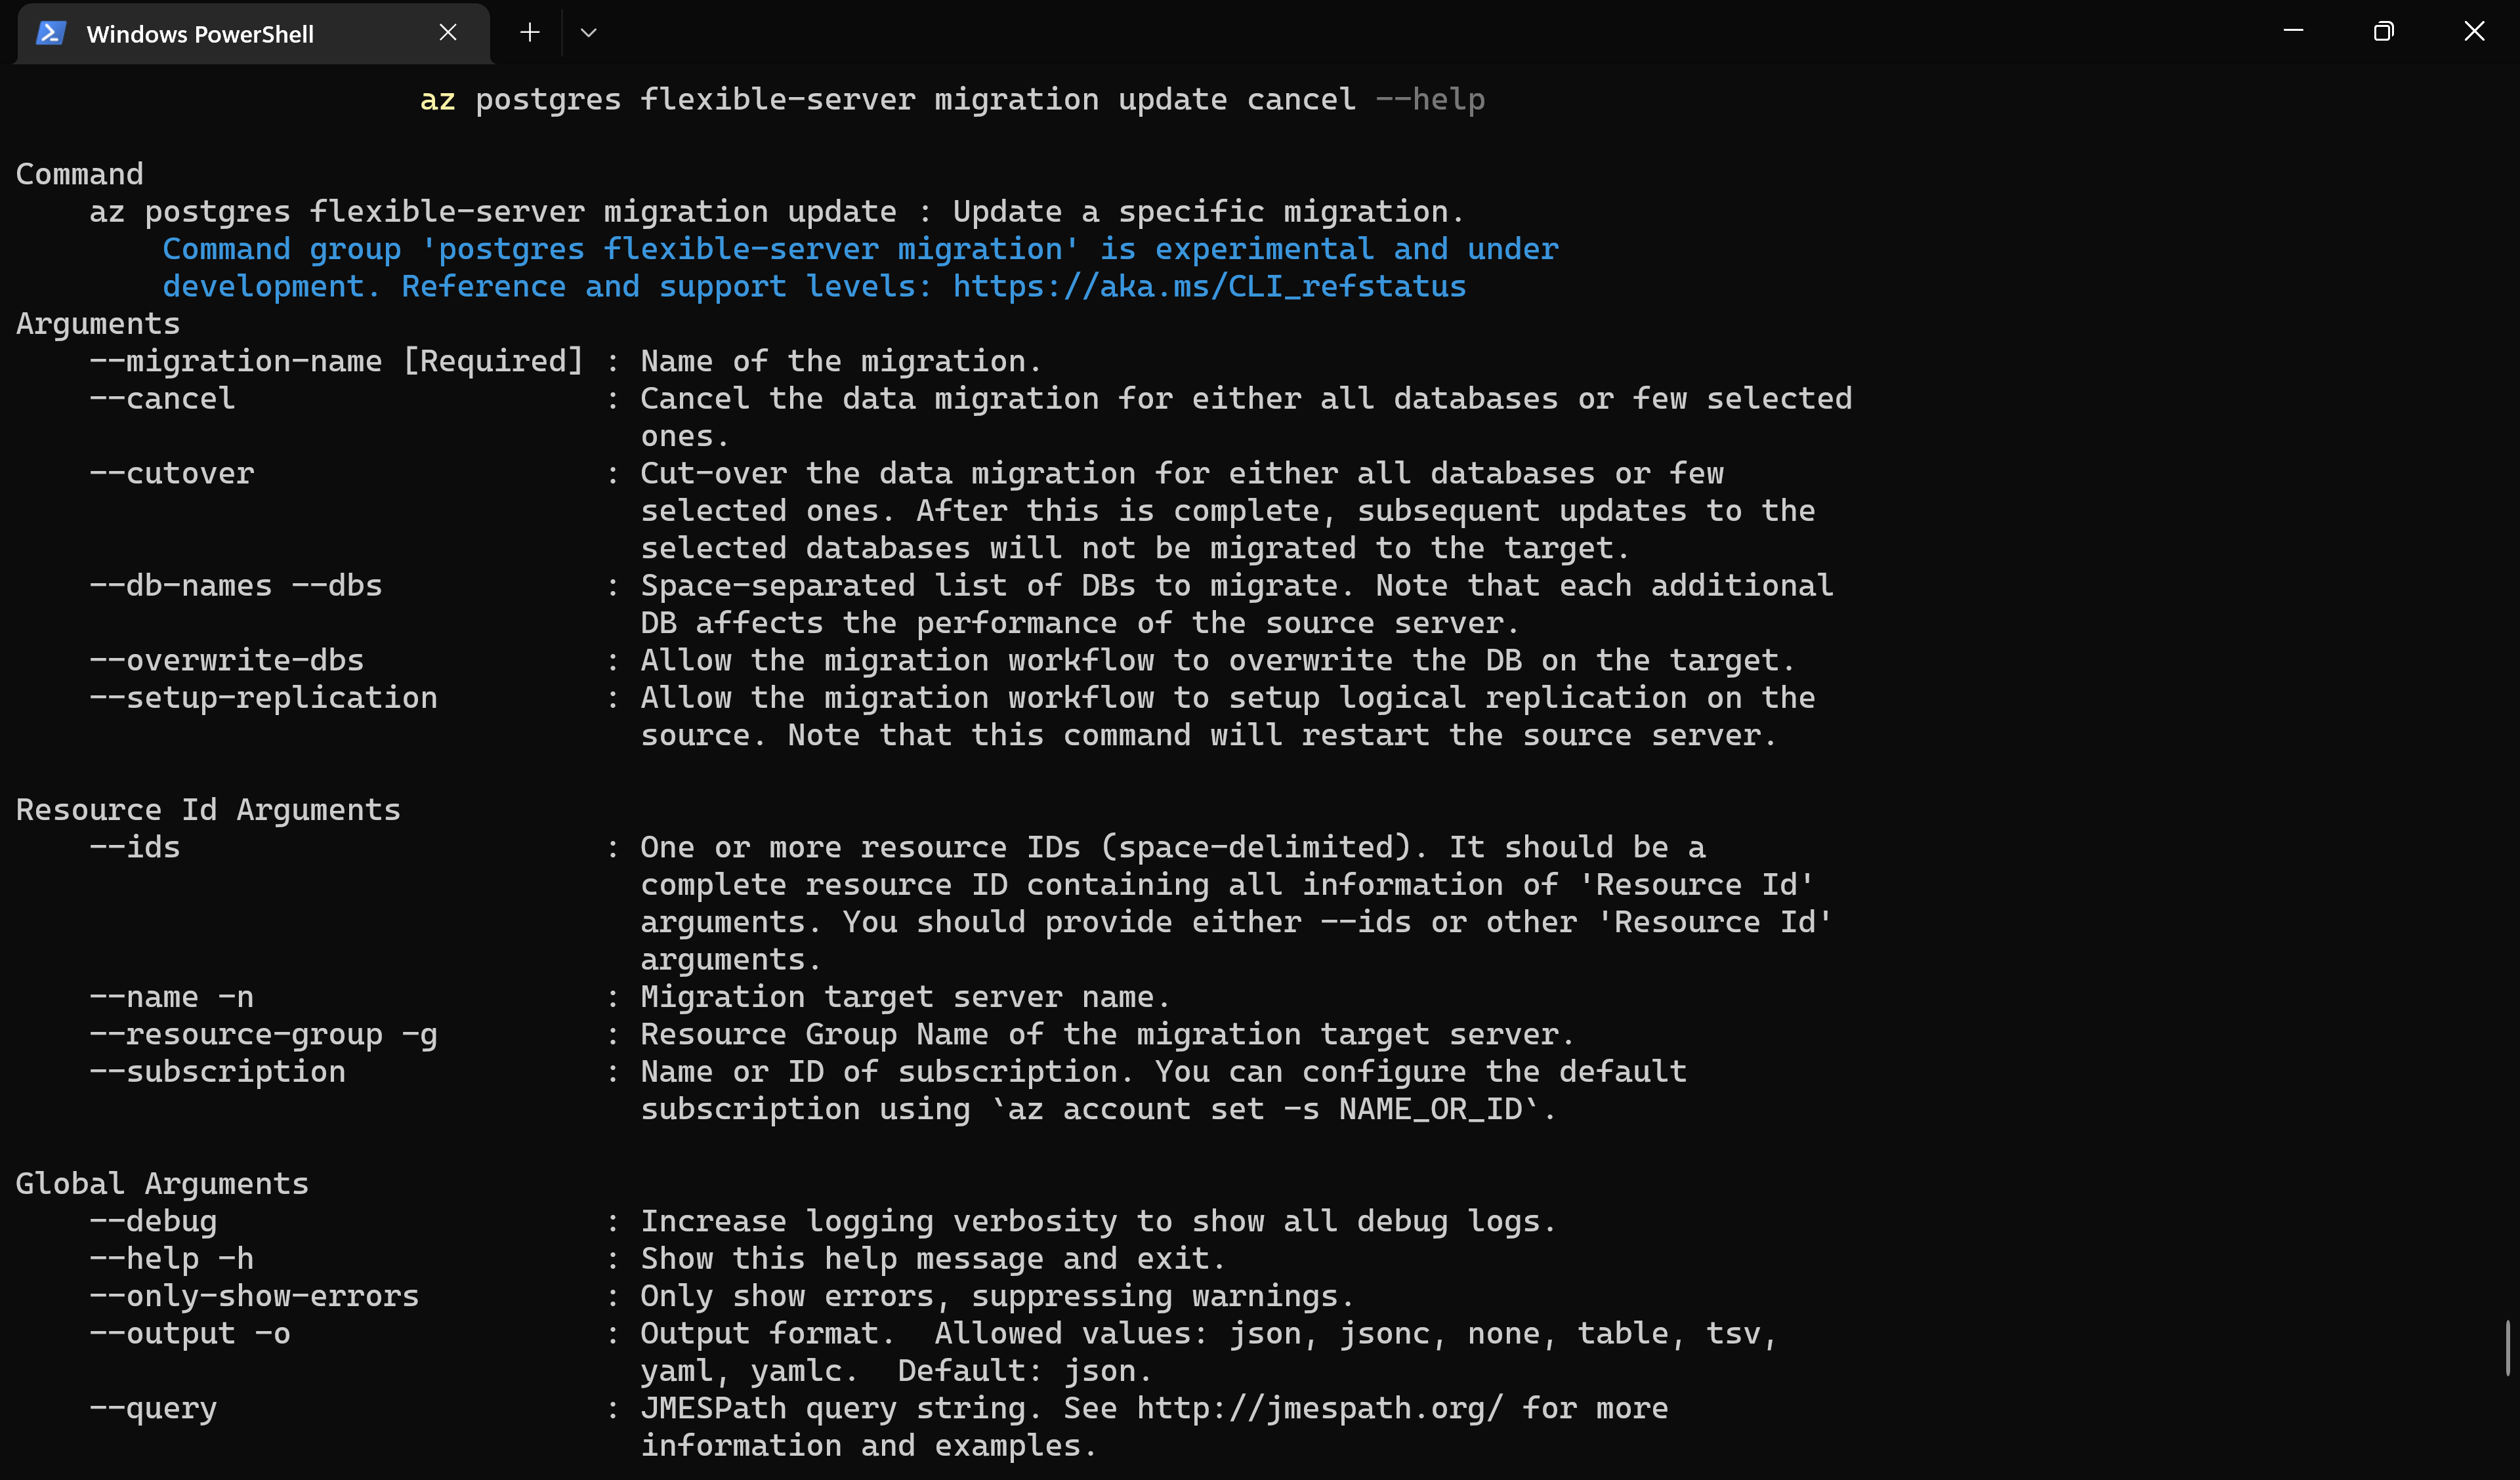 Windows PowerShell
az postgres flexible-server migration update cancel --help
Command
az postgres flexible-server migration update : Update a specific migration.
Command group 'postgres flexible-server migration' is experimental and under
development. Reference and support levels: https://aka.ms/CLI_refstatus
Arguments
--migration-name [Required] : Name of the migration.
--cancel : Cancel the data migration for either all databases or few selected
ones.
--cutover : Cut-over the data migration for either all databases or few
selected ones. After this is complete, subsequent updates to the
selected databases will not be migrated to the target.
--db-names --dbs : Space-separated list of DBs to migrate. Note that each additional
DB affects the performance of the source server.
--overwrite-dbs : Allow the migration workflow to overwrite the DB on the target.
--setup-replication : Allow the migration workflow to setup logical replication on the
source. Note that this command will restart the source server.
Resource Id Arguments
--ids : One or more resource IDs (space-delimited). It should be a
complete resource ID containing all information of 'Resource Id'
arguments. You should provide either --ids or other 'Resource Id'
arguments.
--name -n : Migration target server name.
--resource-group -g : Resource Group Name of the migration target server.
--subscription : Name or ID of subscription. You can configure the default
subscription using `az account set -s NAME_OR_ID`.
Global Arguments
--debug : Increase logging verbosity to show all debug logs.
--help -h : Show this help message and exit.
--only-show-errors : Only show errors, suppressing warnings.
--output -o : Output format.  Allowed values: json, jsonc, none, table, tsv,
yaml, yamlc.  Default: json.
--query : JMESPath query string. See http://jmespath.org/ for more
information and examples.